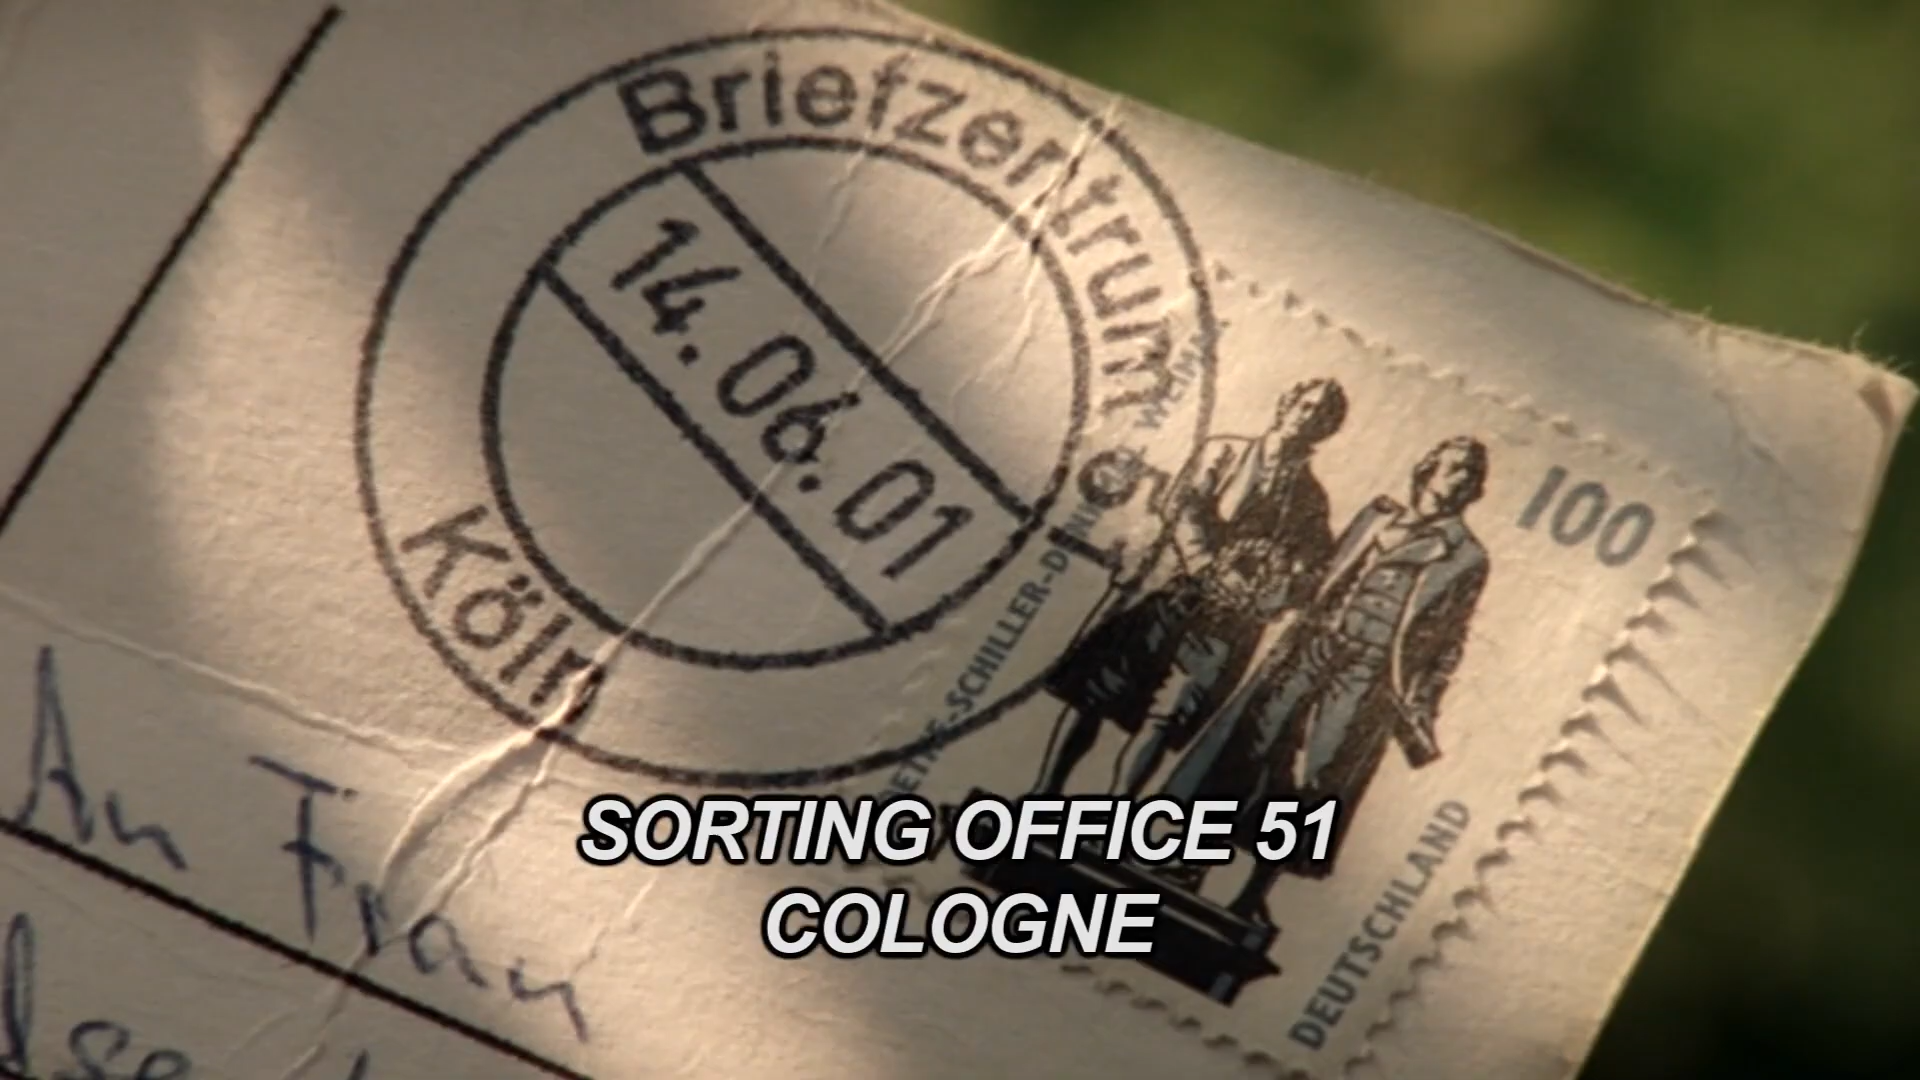 Briefzentrum 51
14.06.01
Köln
GOETHE-SCHILLER-DENKMAL WEIMAR
100
DEUTSCHLAND
An Frau
SORTING OFFICE 51
COLOGNE